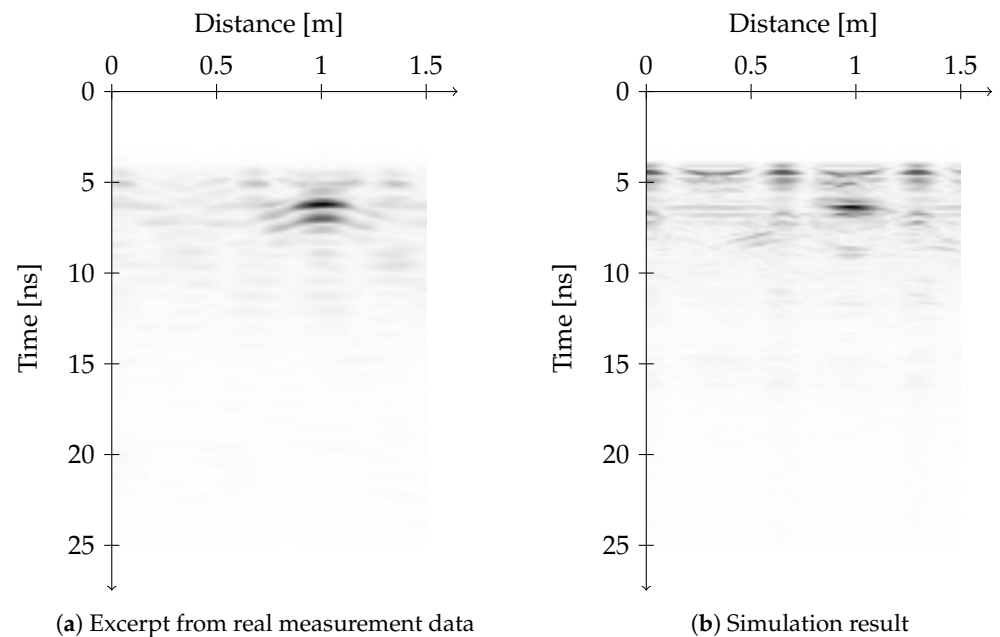 Distance [m]
0 0.5 1 1.5
0
5
10
15
20
25
Time [ns]
(a) Excerpt from real measurement data
Distance [m]
0 0.5 1 1.5
0
5
10
15
20
25
Time [ns]
(b) Simulation result